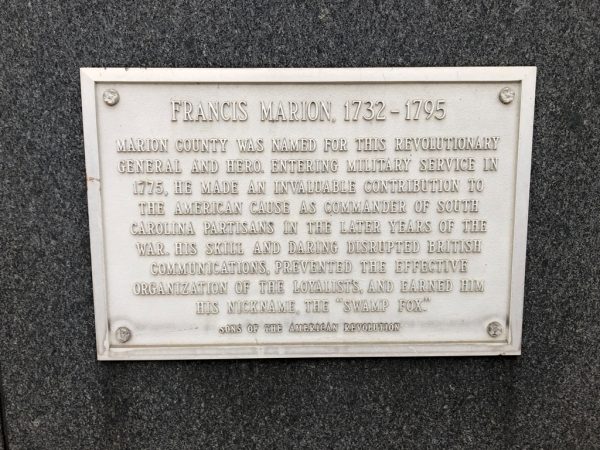 FRANCIS MARION, 1732-1795
MARION COUNTY WAS NAMED FOR THIS REVOLUTIONARY
GENERAL AND HERO. ENTERING MILITARY SERVICE IN
1775, HE MADE AN INVALUABLE CONTRIBUTION TO
THE AMERICAN CAUSE AS COMMANDER OF SOUTH
CAROLINA PARTISANS IN THE LATER YEARS OF THE
WAR. HIS SKILL AND DARING DISRUPTED BRITISH
COMMUNICATIONS, PREVENTED THE EFFECTIVE
ORGANIZATION OF THE LOYALISTS, AND EARNED HIM
HIS NICKNAME, THE "SWAMP FOX."
SONS OF THE AMERICAN REVOLUTION